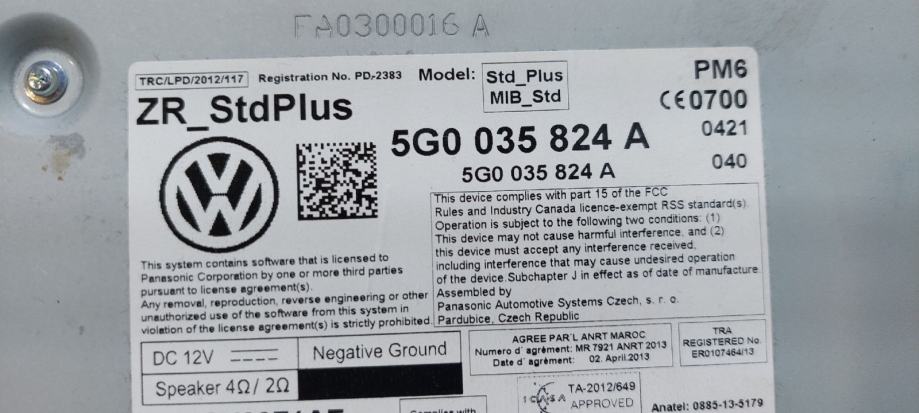 FA0300016 A
TRC/LPD/2012/117 Registration No. PD-2383 Model: Std_Plus
MIB_Std
PM6
ZR_StdPlus
CE0700
5G0 035 824 A
0421
5G0 035 824 A
040
This device complies with part 15 of the FCC
Rules and Industry Canada licence-exempt RSS standard(s).
Operation is subject to the following two conditions: (1)
This device may not cause harmful interference, and (2)
this device must accept any interference received,
including interference that may cause undesired operation
of the device. Subchapter J in effect as of date of manufacture
Assembled by
Panasonic Automotive Systems Czech, s. r. o.
Pardubice, Czech Republic
This system contains software that is licensed to
Panasonic Corporation by one or more third parties
pursuant to license agreement(s).
Any removal, reproduction, reverse engineering or other
unauthorized use of the software from this system in
violation of the license agreement(s) is strictly prohibited.
DC 12V
Negative Ground
Speaker 4Ω/ 2Ω
AGREE PAR'L ANRT MAROC
Numero d' agrément: MR 7921 ANRT 2013
Date d' agrément: 02. April.2013
TRA
REGISTERED No.
ER0107464/13
ICASA
TA-2012/649
APPROVED
Anatel: 0885-13-5179
Complies with